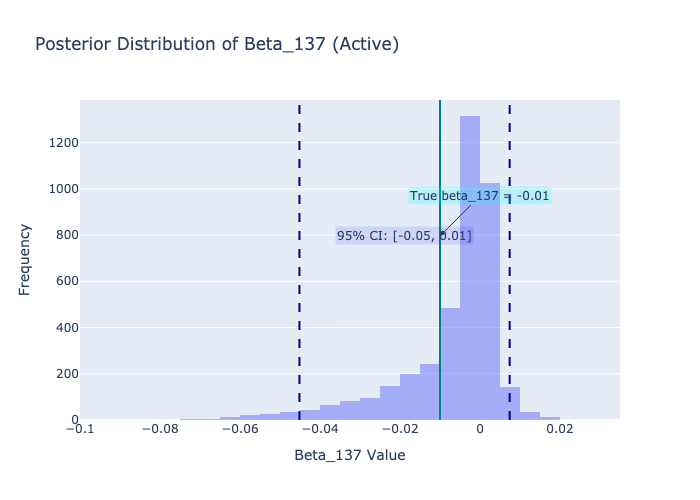 Posterior Distribution of Beta_137 (Active)
1200
1000
True beta_137 = -0.01
800
95% CI: [-0.05, 0.01]
600
400
200
0
Frequency
−0.1
−0.08
−0.06
−0.04
−0.02
0
0.02
Beta_137 Value